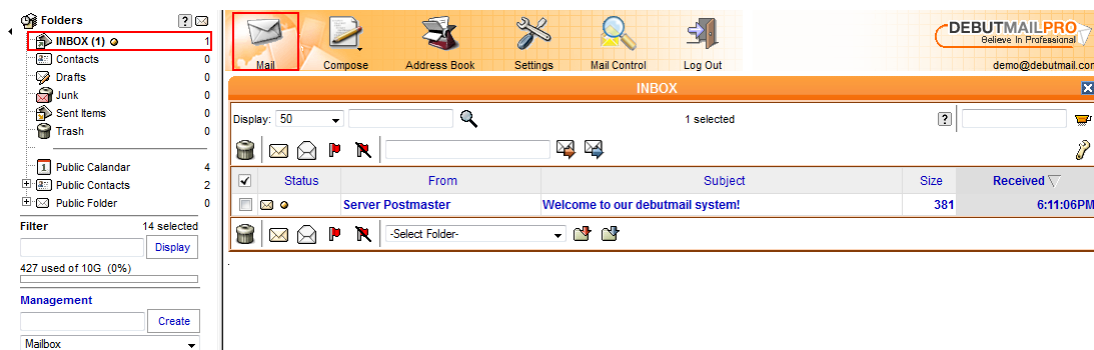 Folders ?
INBOX (1) 1
Contacts 0
Drafts 0
Junk 0
Sent Items 0
Trash 0
1 Public Calandar 4
Public Contacts 2
Public Folder 0
Filter 14 selected
Display
427 used of 10G (0%)
Management
Create
Mailbox
Mail Compose Address Book Settings Mail Control Log Out
DEBUTMAILPRO
Believe In Professional
demo@debutmail.com
INBOX
Display: 50 1 selected ?
Status From Subject Size Received
Server Postmaster Welcome to our debutmail system! 381 6:11:06PM
-Select Folder-